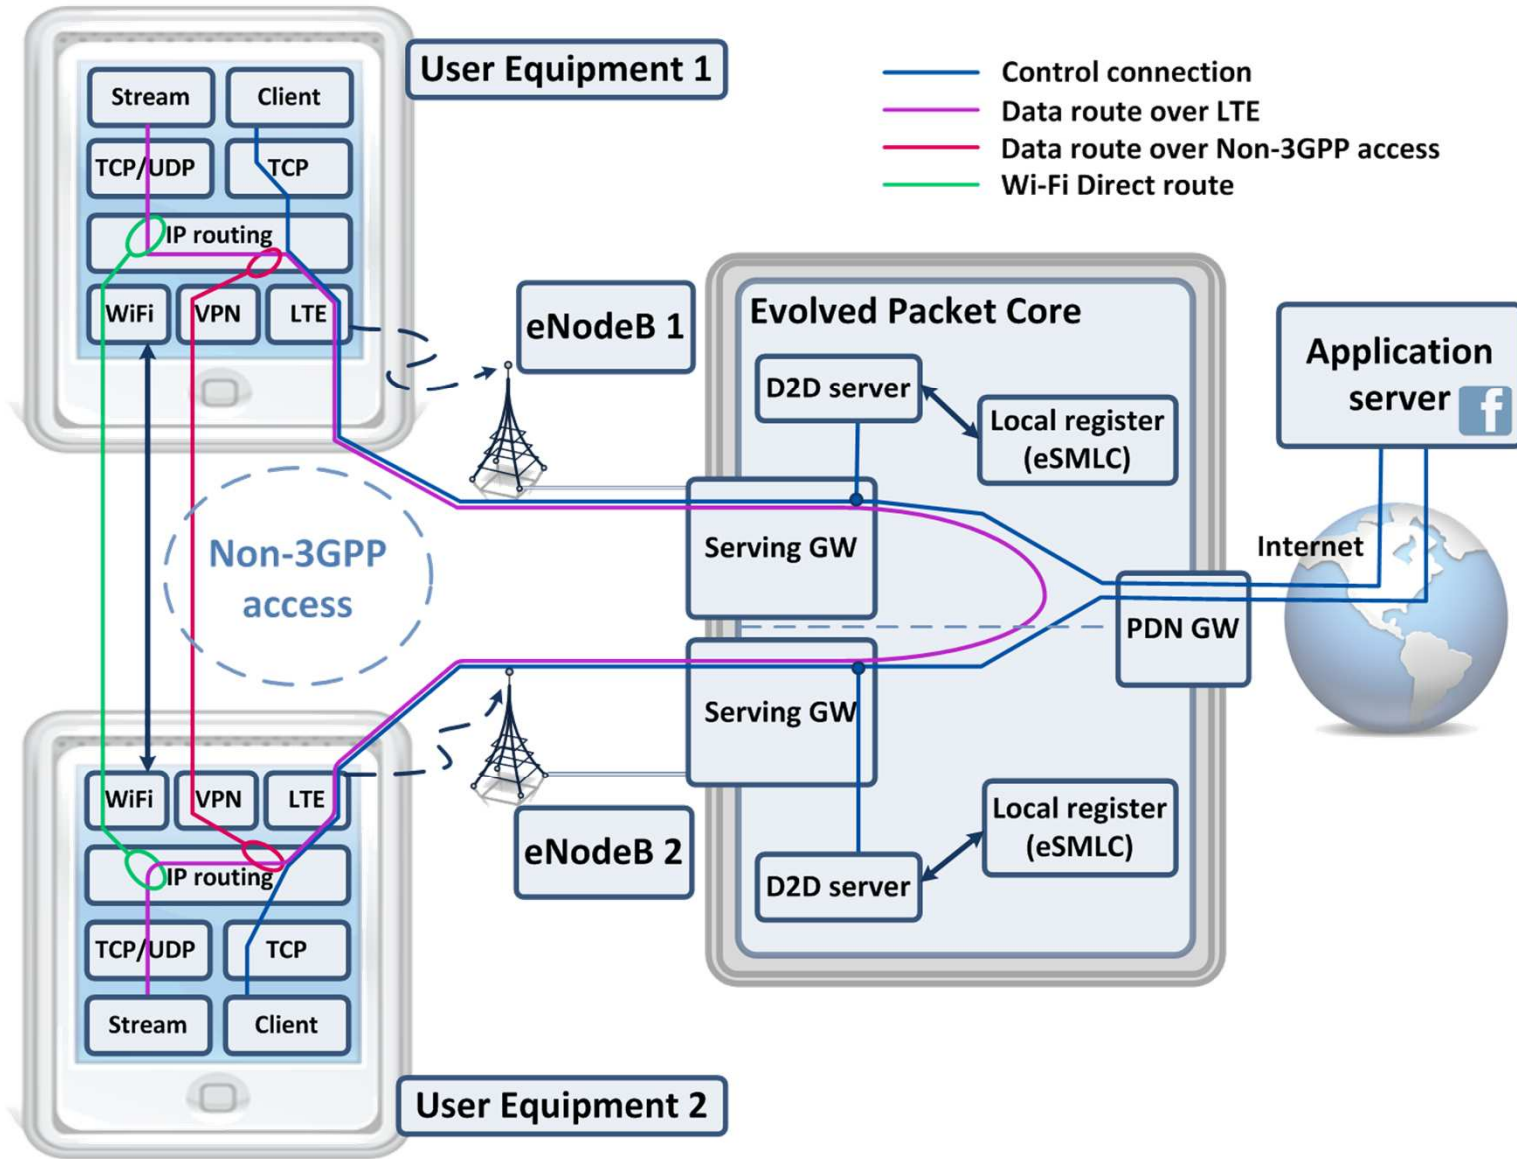 User Equipment 1
Stream
Client
TCP/UDP
TCP
IP routing
WiFi
VPN
LTE
Control connection
Data route over LTE
Data route over Non-3GPP access
Wi-Fi Direct route
eNodeB 1
Evolved Packet Core
D2D server
Local register
(eSMLC)
Application
server
f
Serving GW
Internet
Non-3GPP
access
PDN GW
Serving GW
eNodeB 2
Local register
(eSMLC)
D2D server
WiFi
VPN
LTE
IP routing
TCP/UDP
TCP
Stream
Client
User Equipment 2